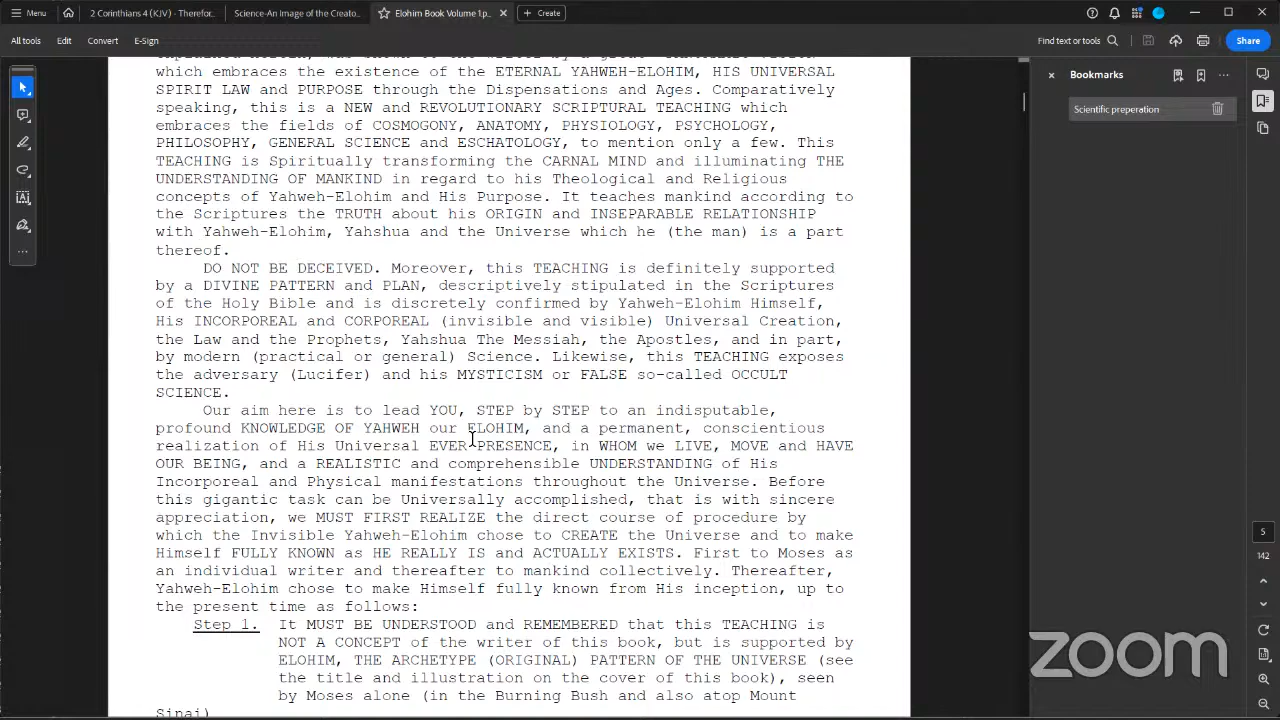 Menu
2 Corinthians 4 (KJV) - Therefor...
Science-An Image of the Creato...
Elohim Book Volume 1p...
Create
All tools
Edit
Convert
E-Sign
Find text or tools
Share
which embraces the existence of the ETERNAL YAHWEH-ELOHIM, HIS UNIVERSAL
SPIRIT LAW and PURPOSE through the Dispensations and Ages. Comparatively
speaking, this is a NEW and REVOLUTIONARY SCRIPTURAL TEACHING which
embraces the fields of COSMOGONY, ANATOMY, PHYSIOLOGY, PSYCHOLOGY,
PHILOSOPHY, GENERAL SCIENCE and ESCHATOLOGY, to mention only a few. This
TEACHING is Spiritually transforming the CARNAL MIND and illuminating THE
UNDERSTANDING OF MANKIND in regard to his Theological and Religious
concepts of Yahweh-Elohim and His Purpose. It teaches mankind according to
the Scriptures the TRUTH about his ORIGIN and INSEPARABLE RELATIONSHIP
with Yahweh-Elohim, Yahshua and the Universe which he (the man) is a part
thereof.
DO NOT BE DECEIVED. Moreover, this TEACHING is definitely supported
by a DIVINE PATTERN and PLAN, descriptively stipulated in the Scriptures
of the Holy Bible and is discretely confirmed by Yahweh-Elohim Himself,
His INCORPOREAL and CORPOREAL (invisible and visible) Universal Creation,
the Law and the Prophets, Yahshua The Messiah, the Apostles, and in part,
by modern (practical or general) Science. Likewise, this TEACHING exposes
the adversary (Lucifer) and his MYSTICISM or FALSE so-called OCCULT
SCIENCE.
Our aim here is to lead YOU, STEP by STEP to an indisputable,
profound KNOWLEDGE OF YAHWEH our ELOHIM, and a permanent, conscientious
realization of His Universal EVER PRESENCE, in WHOM we LIVE, MOVE and HAVE
OUR BEING, and a REALISTIC and comprehensible UNDERSTANDING of His
Incorporeal and Physical manifestations throughout the Universe. Before
this gigantic task can be Universally accomplished, that is with sincere
appreciation, we MUST FIRST REALIZE the direct course of procedure by
which the Invisible Yahweh-Elohim chose to CREATE the Universe and to make
Himself FULLY KNOWN as HE REALLY IS and ACTUALLY EXISTS. First to Moses as
an individual writer and thereafter to mankind collectively. Thereafter,
Yahweh-Elohim chose to make Himself fully known from His inception, up to
the present time as follows:
Step 1. It MUST BE UNDERSTOOD and REMEMBERED that this TEACHING is
NOT A CONCEPT of the writer of this book, but is supported by
ELOHIM, THE ARCHETYPE (ORIGINAL) PATTERN OF THE UNIVERSE (see
the title and illustration on the cover of this book), seen
by Moses alone (in the Burning Bush and also atop Mount
Sinai)
Bookmarks
Scientific preperation
5
142
zoom